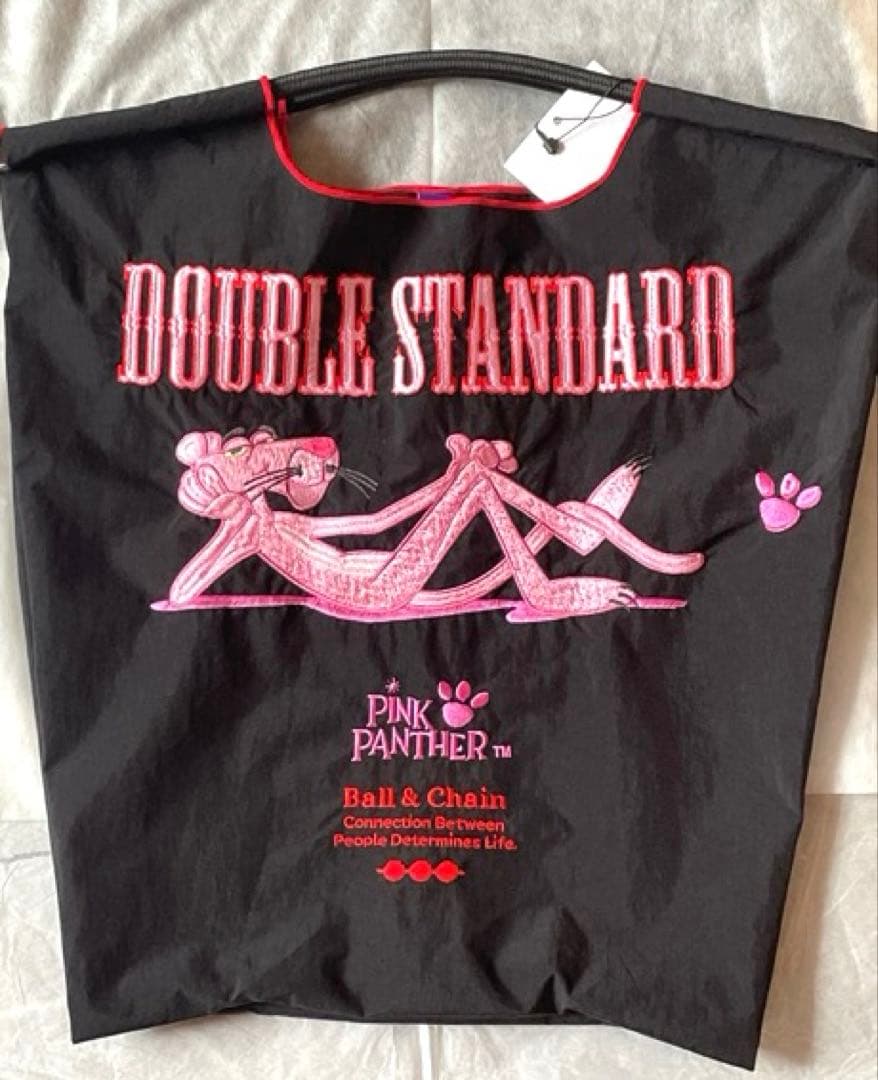 DOUBLE STANDARD
PINK
PANTHER™
Ball & Chain
Connection Between
People Determines Life.